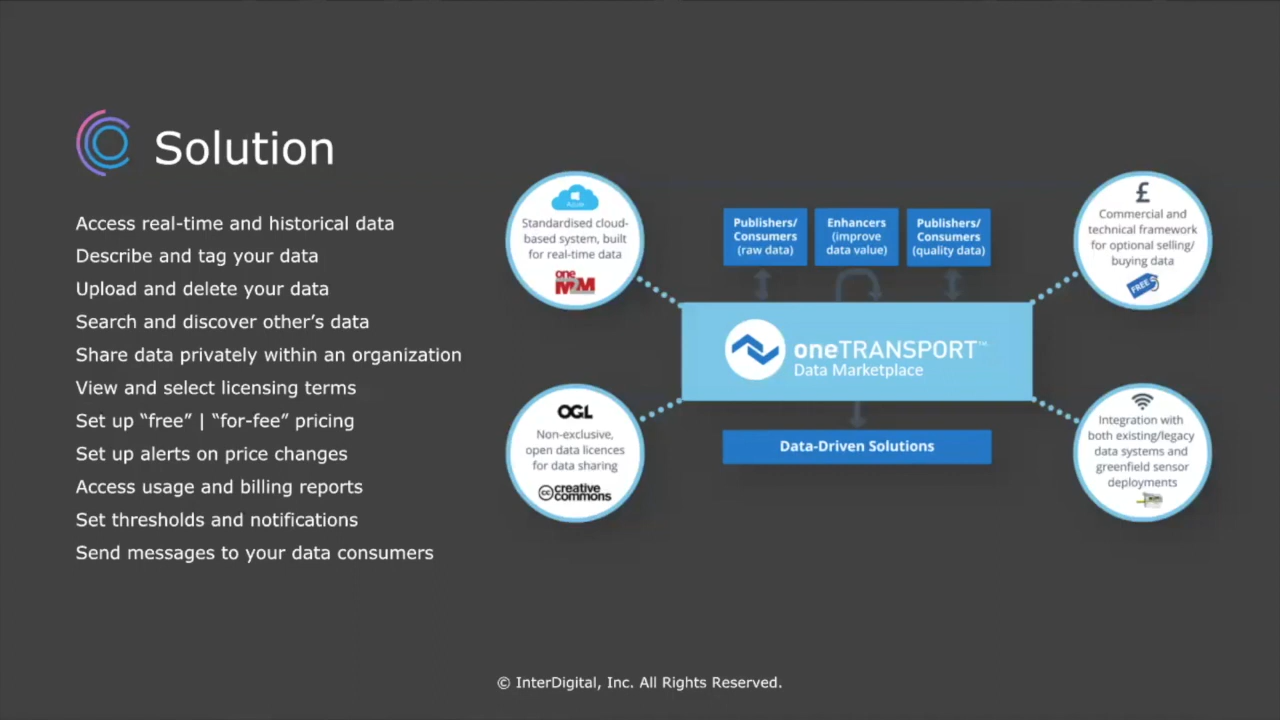 Solution
Access real-time and historical data
Describe and tag your data
Upload and delete your data
Search and discover other’s data
Share data privately within an organization
View and select licensing terms
Set up “free” | “for-fee” pricing
Set up alerts on price changes
Access usage and billing reports
Set thresholds and notifications
Send messages to your data consumers
Azure
Standardised cloud-
based system, built
for real-time data
one
M2M
OGL
Non-exclusive,
open data licences
for data sharing
cc creative
commons
Publishers/
Consumers
(raw data)
Enhancers
(improve
data value)
Publishers/
Consumers
(quality data)
oneTRANSPORT™
Data Marketplace
Data-Driven Solutions
£
Commercial and
technical framework
for optional selling/
buying data
FREE
Integration with
both existing/legacy
data systems and
greenfield sensor
deployments
© InterDigital, Inc. All Rights Reserved.